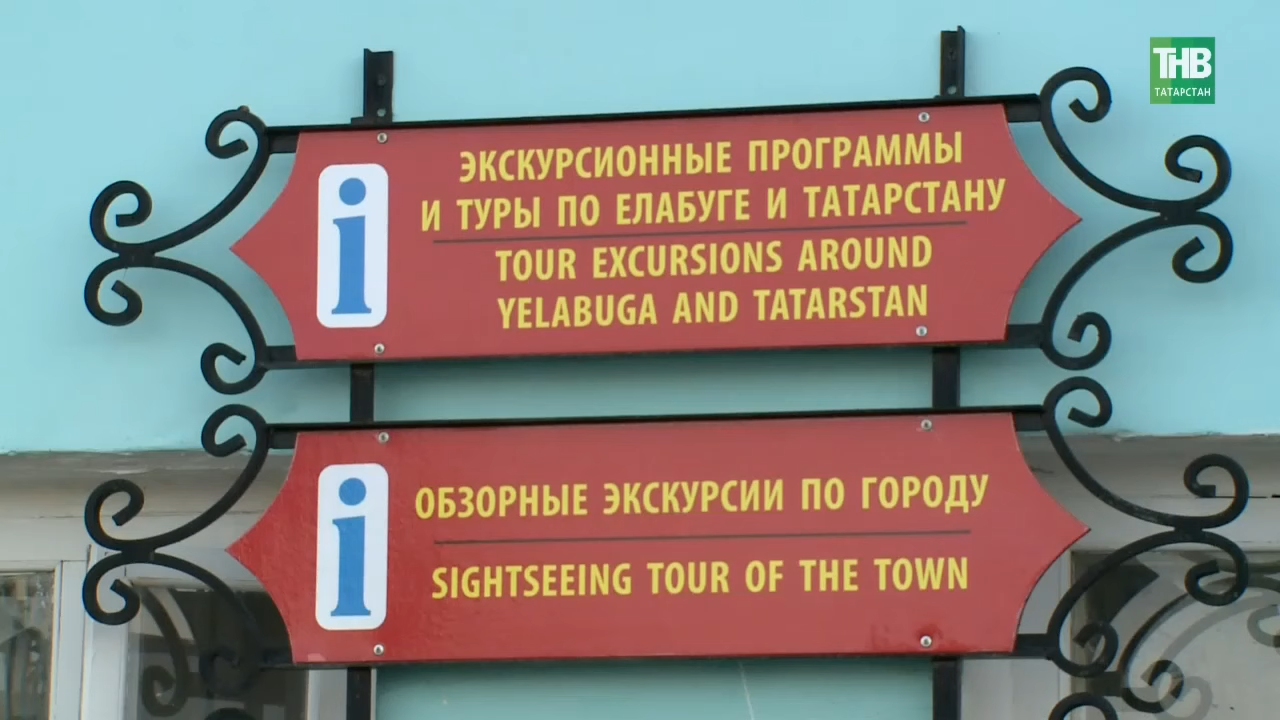 ТНВ
ТАТАРСТАН
i
ЭКСКУРСИОННЫЕ ПРОГРАММЫ
И ТУРЫ ПО ЕЛАБУГЕ И ТАТАРСТАНУ
TOUR EXCURSIONS AROUND
YELABUGA AND TATARSTAN
i
ОБЗОРНЫЕ ЭКСКУРСИИ ПО ГОРОДУ
SIGHTSEEING TOUR OF THE TOWN